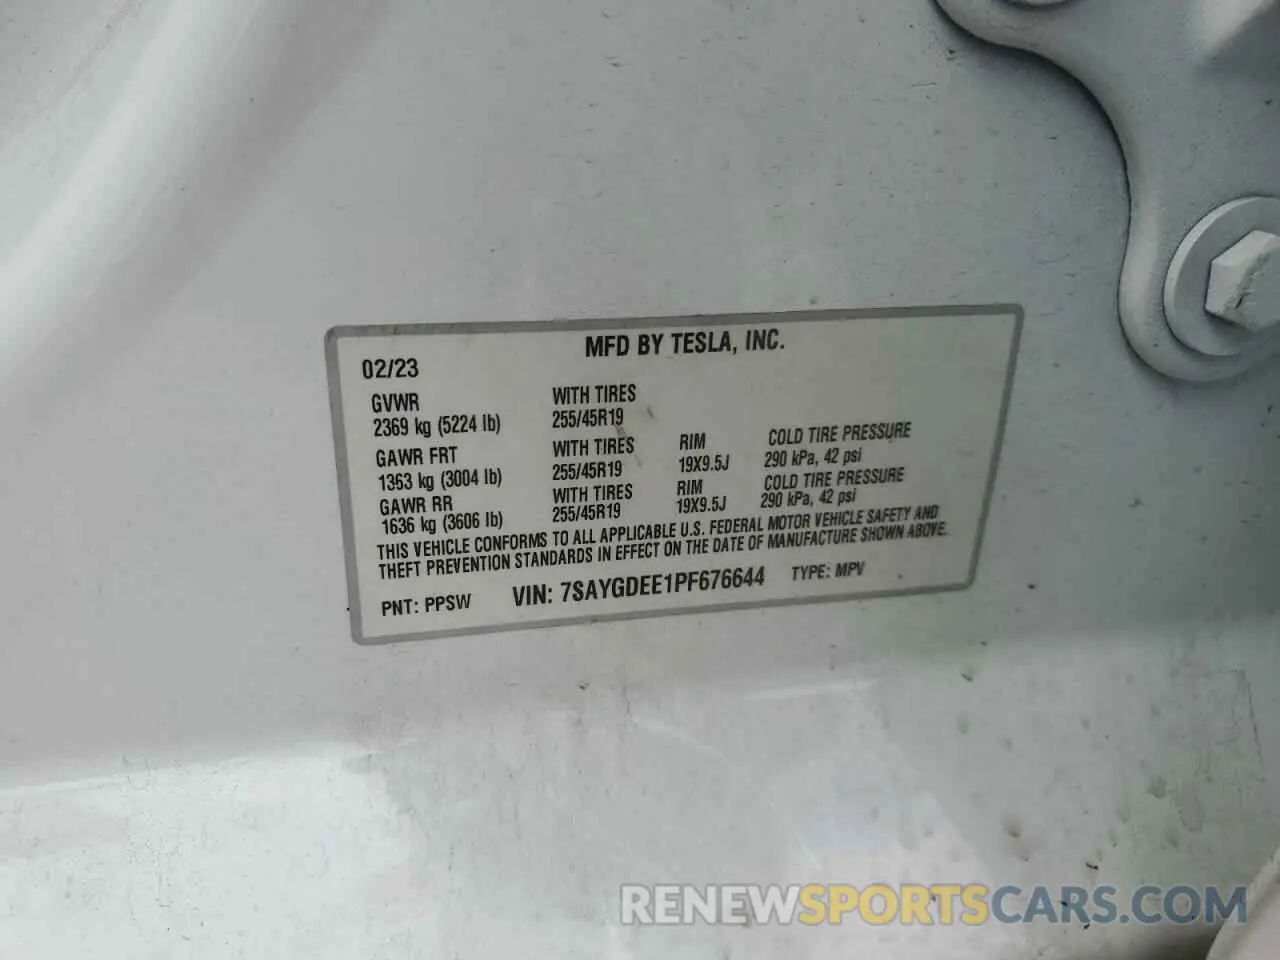 MFD BY TESLA, INC.
02/23
GVWR WITH TIRES
2369 kg (5224 lb) 255/45R19
GAWR FRT WITH TIRES RIM COLD TIRE PRESSURE
1363 kg (3004 lb) 255/45R19 19X9.5J 290 kPa, 42 psi
GAWR RR WITH TIRES RIM COLD TIRE PRESSURE
1636 kg (3606 lb) 255/45R19 19X9.5J 290 kPa, 42 psi
THIS VEHICLE CONFORMS TO ALL APPLICABLE U.S. FEDERAL MOTOR VEHICLE SAFETY AND
THEFT PREVENTION STANDARDS IN EFFECT ON THE DATE OF MANUFACTURE SHOWN ABOVE.
PNT: PPSW VIN: 7SAYGDEE1PF676644 TYPE: MPV
RENEWSPORTSCARS.COM